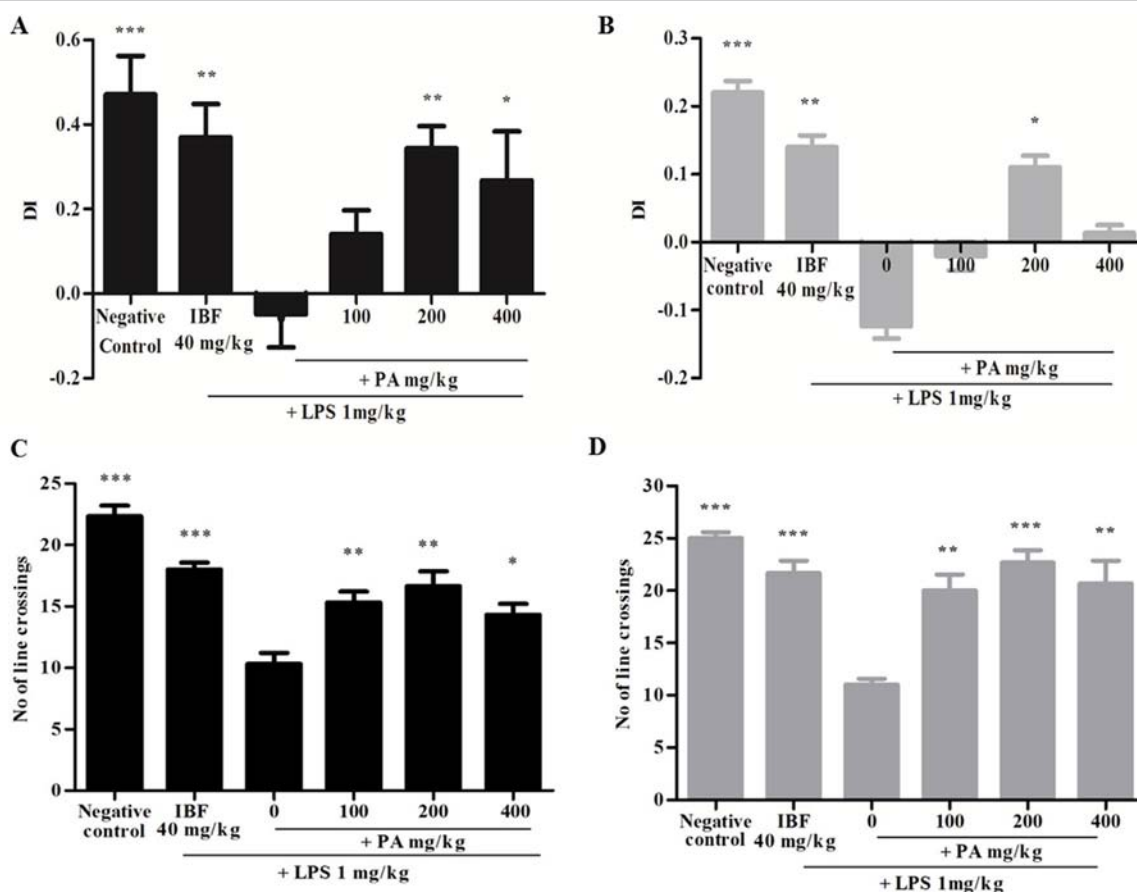 A
0.6
0.4
0.2
0.0
-0.2
DI
***
**
**
*
Negative IBF 100 200 400
Control 40 mg/kg
+ PA mg/kg
+ LPS 1mg/kg
B
0.3
0.2
0.1
0.0
-0.1
-0.2
DI
***
**
*
Negative IBF 0 100 200 400
control 40 mg/kg
+ PA mg/kg
+ LPS 1mg/kg
C
25
20
15
10
5
0
No of line crossings
***
***
**
**
*
Negative IBF 0 100 200 400
control 40 mg/kg
+ PA mg/kg
+ LPS 1 mg/kg
D
30
25
20
15
10
5
0
No of line crossings
***
***
**
***
**
Negative IBF 0 100 200 400
control 40 mg/kg
+ PA mg/kg
+ LPS 1mg/kg